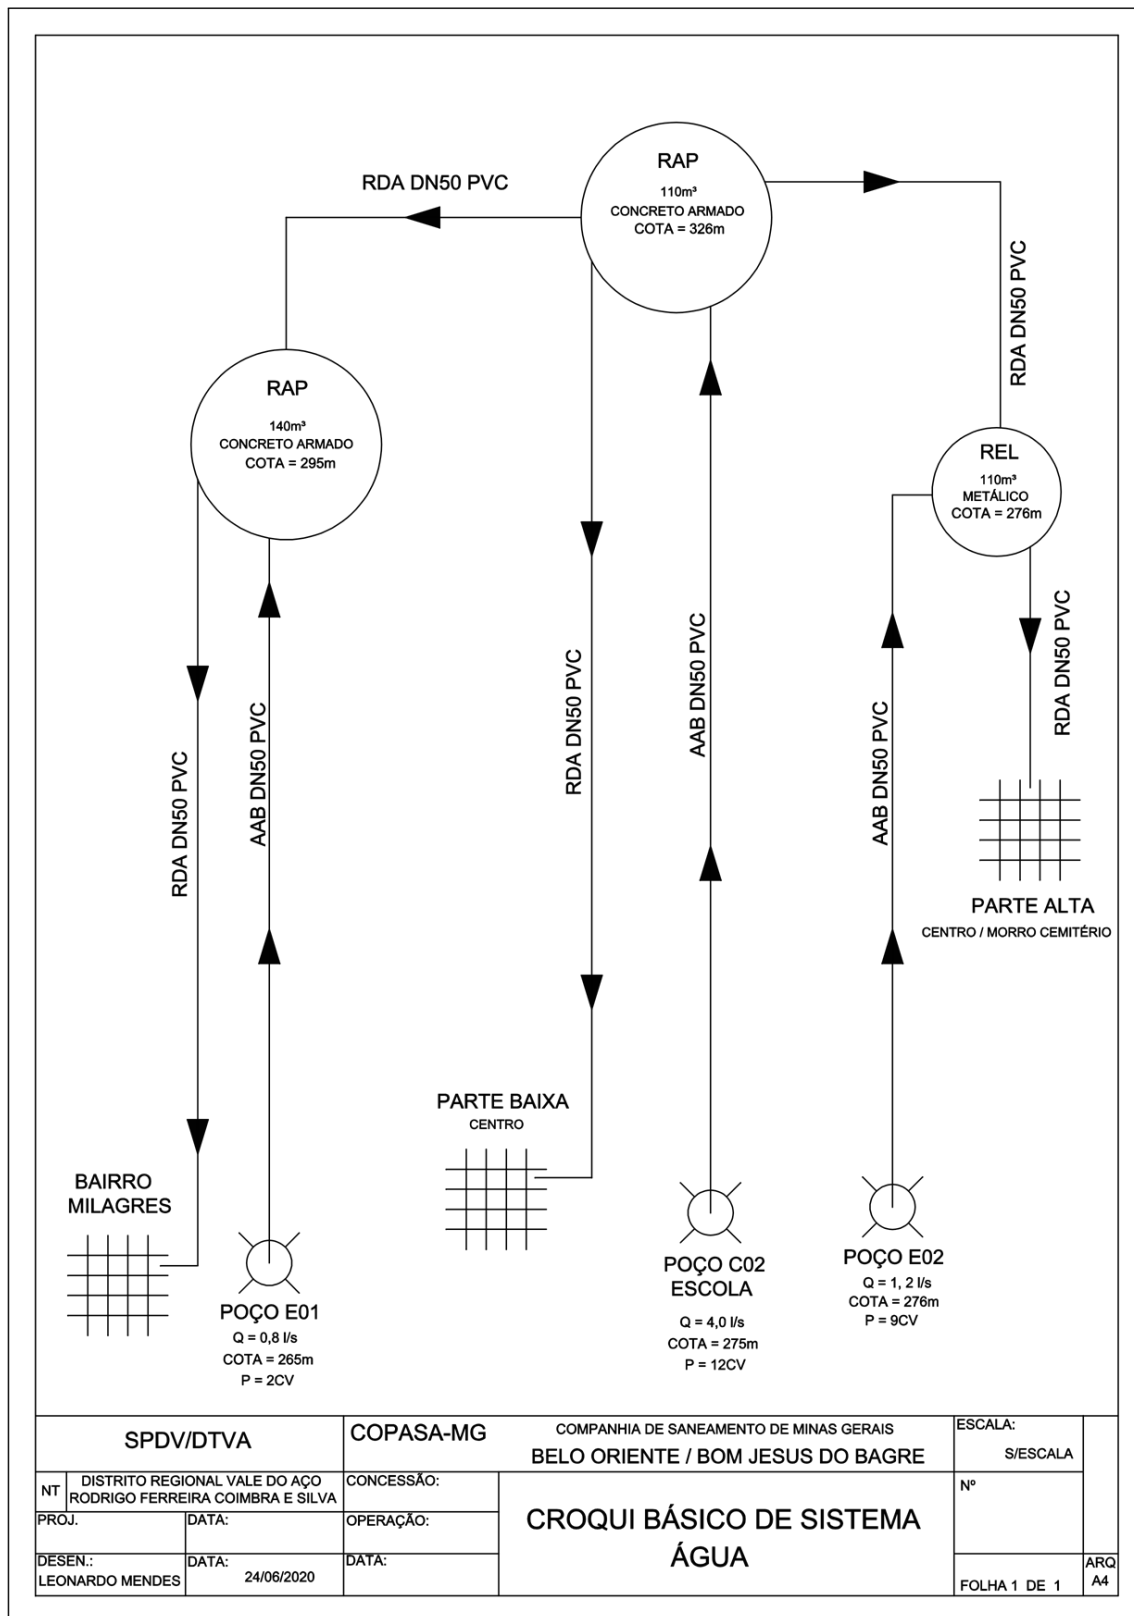 RDA DN50 PVC
RAP
110m³
CONCRETO ARMADO
COTA = 326m
RDA DN50 PVC
RAP
140m³
CONCRETO ARMADO
COTA = 295m
REL
110m³
METÁLICO
COTA = 276m
RDA DN50 PVC
AAB DN50 PVC
RDA DN50 PVC
AAB DN50 PVC
AAB DN50 PVC
RDA DN50 PVC
PARTE ALTA
CENTRO / MORRO CEMITÉRIO
PARTE BAIXA
CENTRO
BAIRRO
MILAGRES
POÇO E01
Q = 0,8 l/s
COTA = 265m
P = 2CV
POÇO C02
ESCOLA
Q = 4,0 l/s
COTA = 275m
P = 12CV
POÇO E02
Q = 1, 2 l/s
COTA = 276m
P = 9CV
SPDV/DTVA
COPASA-MG
COMPANHIA DE SANEAMENTO DE MINAS GERAIS
BELO ORIENTE / BOM JESUS DO BAGRE
ESCALA:
S/ESCALA
NT
DISTRITO REGIONAL VALE DO AÇO
RODRIGO FERREIRA COIMBRA E SILVA
CONCESSÃO:
CROQUI BÁSICO DE SISTEMA
ÁGUA
Nº
PROJ.
DATA:
OPERAÇÃO:
DESEN.:
LEONARDO MENDES
DATA:
24/06/2020
DATA:
FOLHA 1 DE 1
ARQ
A4